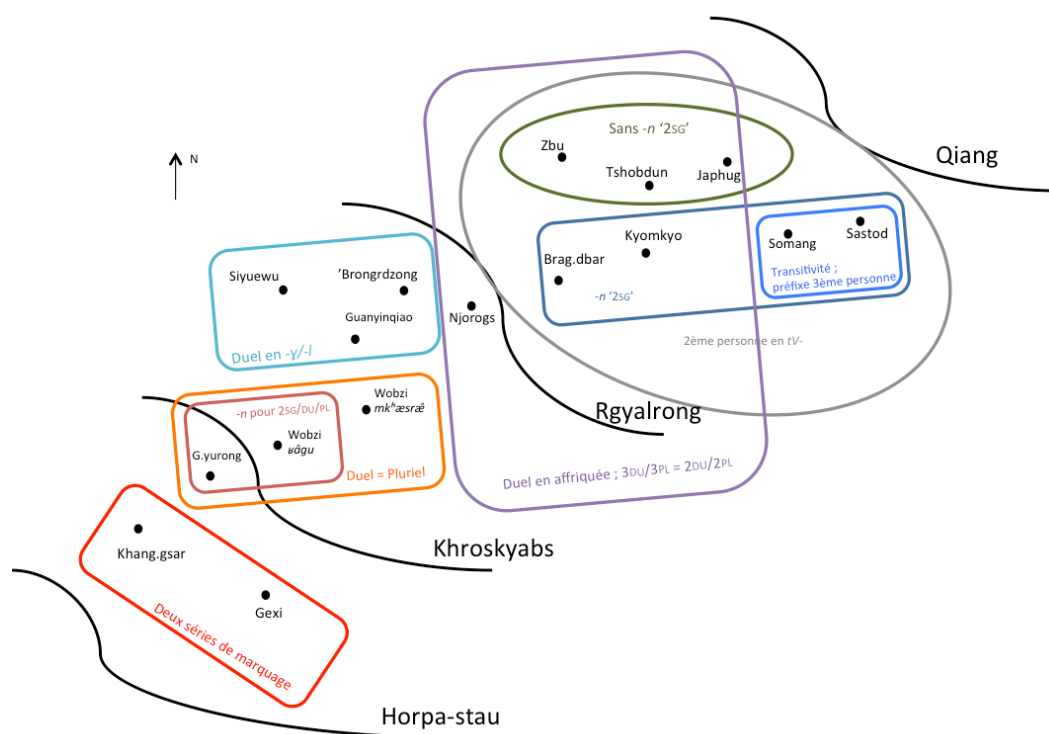 N
Qiang
Sans -n ‘2SG’
Zbu
Tshobdun
Japhug
Kyomkyo
Brag.dbar
-n ‘2SG’
Somang
Sastod
Transitivité ;
préfixe 3ème personne
Siyuewu
’Brongrdzong
Guanyinqiao
Duel en -ɣ/-l
Njorogs
2ème personne en tV-
Rgyalrong
Wobzi
mkʰæsræ̂
-n pour 2SG/DU/PL
Wobzi
ʁâgu
G.yurong
Duel = Pluriel
Duel en affriquée ; 3DU/3PL = 2DU/2PL
Khroskyabs
Khang.gsar
Gexi
Deux séries de marquage
Horpa-stau